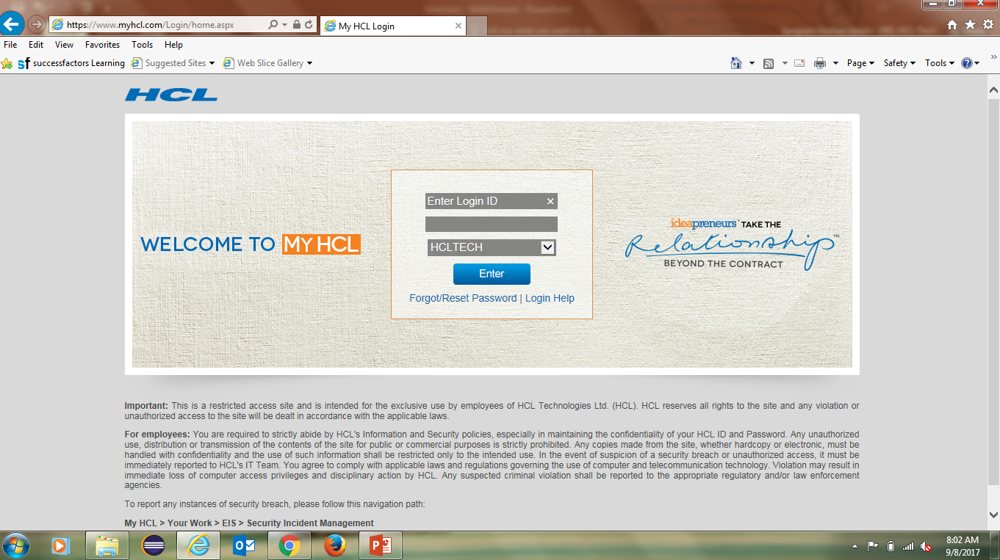 https://www.myhcl.com/Login/home.aspx
My HCL Login
File Edit View Favorites Tools Help
sf successfactors Learning Suggested Sites Web Slice Gallery
Page Safety Tools
HCL
Enter Login ID
HCLTECH
Enter
Forgot/Reset Password | Login Help
WELCOME TO MY HCL
ideapreneurs™ TAKE THE
Relationship™
BEYOND THE CONTRACT
Important: This is a restricted access site and is intended for the exclusive use by employees of HCL Technologies Ltd. (HCL). HCL reserves all rights to the site and any violation or
unauthorized access to the site will be dealt in accordance with the applicable laws.
For employees: You are required to strictly abide by HCL's Information and Security policies, especially in maintaining the confidentiality of your HCL ID and Password. Any unauthorized
use, distribution or transmission of the contents of the site for public or commercial purposes is strictly prohibited. Any copies made from the site, whether hardcopy or electronic, must be
handled with confidentiality and the use of such information shall be restricted only to the intended use. In the event of suspicion of a security breach or unauthorized access, it must be
immediately reported to HCL's IT Team. You agree to comply with applicable laws and regulations governing the use of computer and telecommunication technology. Violation may result in
immediate loss of computer access privileges and disciplinary action by HCL. Any suspected criminal violation shall be reported to the appropriate regulatory and/or law enforcement
agencies.
To report any instances of security breach, please follow this navigation path:
My HCL > Your Work > EIS > Security Incident Management
8:02 AM
9/8/2017